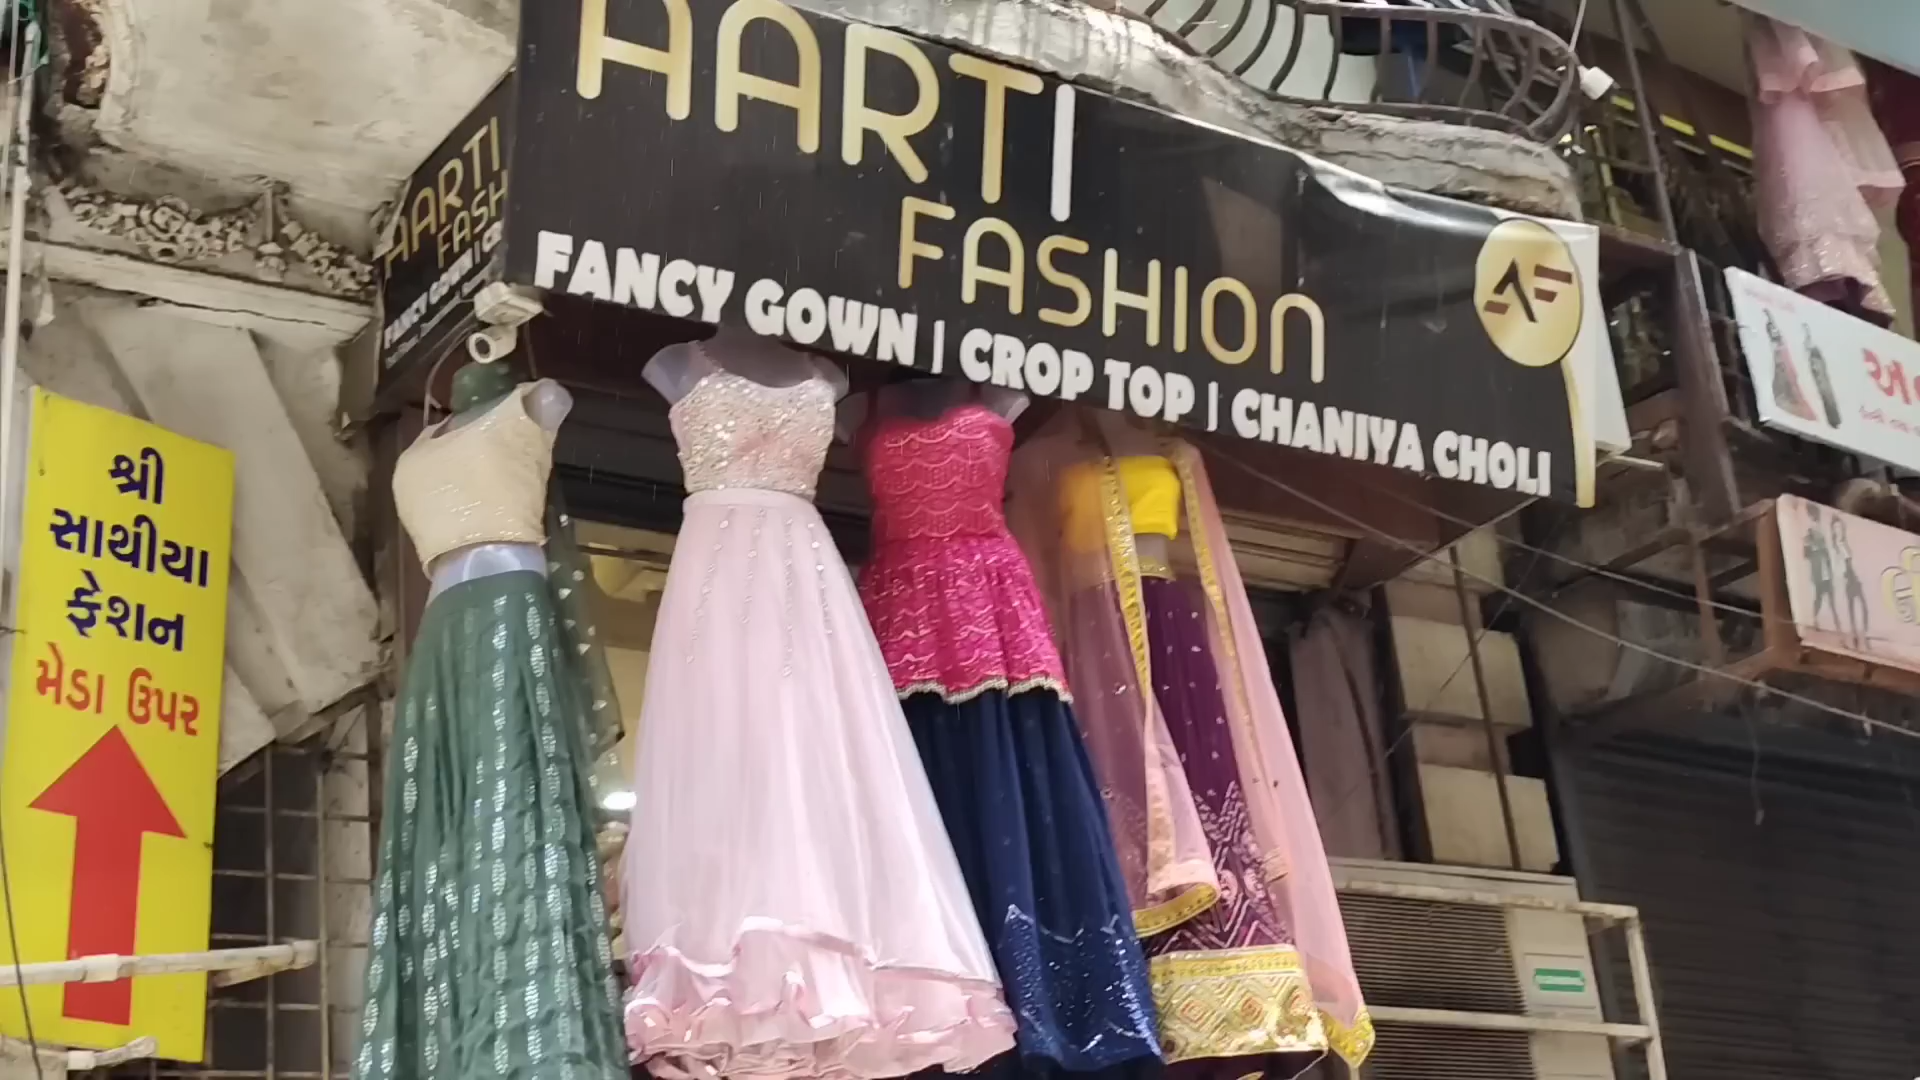 AARTI
FASHION
FANCY GOWN | CROP TOP | CHANIYA CHOLI
AF
AARTI
FASH
FANCY GOWN
શ્રી
સાથીયા
ફેશન
મેડા ઉપર